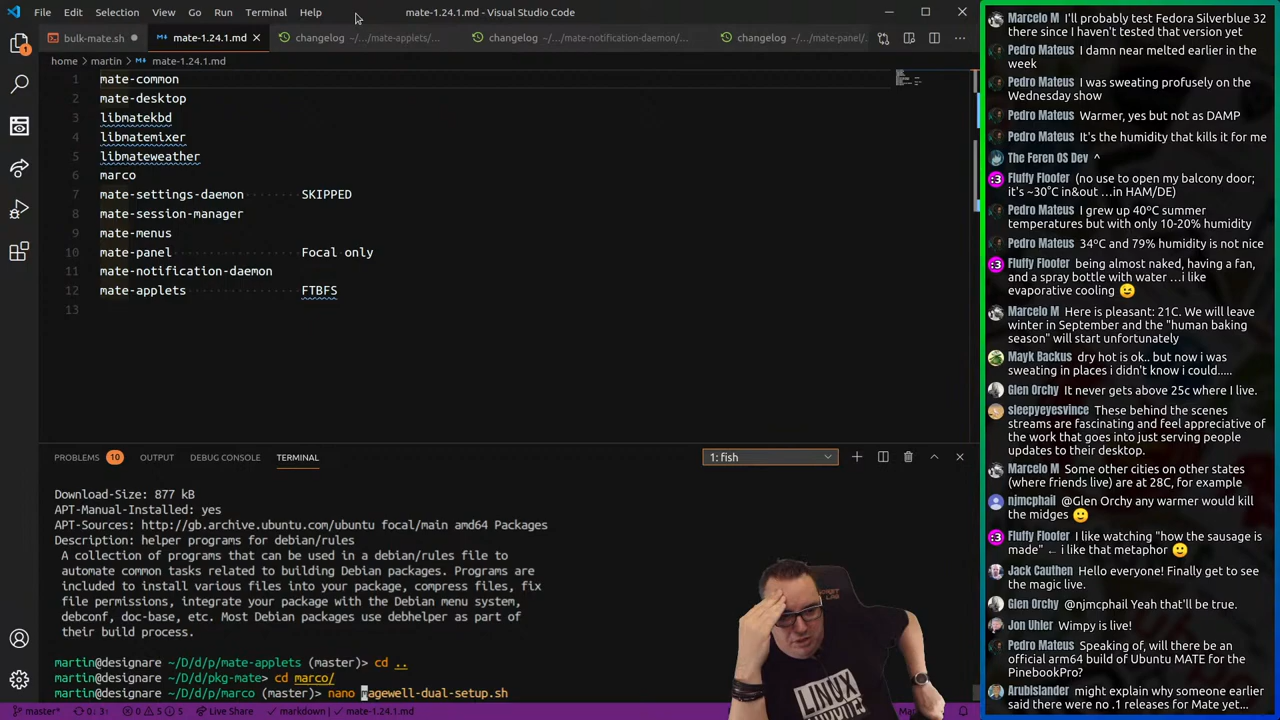 File Edit Selection View Go Run Terminal Help
mate-1.24.1.md - Visual Studio Code
bulk-mate.sh
mate-1.24.1.md
changelog ~/.../mate-applets/...
changelog ~/.../mate-notification-daemon/...
changelog ~/.../mate-panel/
home > martin > mate-1.24.1.md
1 mate-common
2 mate-desktop
3 libmatekbd
4 libmatemixer
5 libmateweather
6 marco
7 mate-settings-daemon SKIPPED
8 mate-session-manager
9 mate-menus
10 mate-panel Focal only
11 mate-notification-daemon
12 mate-applets FTBFS
13
PROBLEMS 10 OUTPUT DEBUG CONSOLE TERMINAL
1: fish
Download-Size: 877 kB
APT-Manual-Installed: yes
APT-Sources: http://gb.archive.ubuntu.com/ubuntu focal/main amd64 Packages
Description: helper programs for debian/rules
A collection of programs that can be used in a debian/rules file to
automate common tasks related to building Debian packages. Programs are
included to install various files into your package, compress files, fix
file permissions, integrate your package with the Debian menu system,
debconf, doc-base, etc. Most Debian packages use debhelper as part of
their build process.
martin@designare ~/D/d/p/mate-applets (master)> cd ..
martin@designare ~/D/d/pkg-mate> cd marco/
martin@designare ~/D/d/p/marco (master)> nano magewell-dual-setup.sh
master* 0↓ 3↑ 0 5 5 Live Share markdown | mate-1.24.1.md
LINUX
Marcelo M I'll probably test Fedora Silverblue 32
there since I haven't tested that version yet
Pedro Mateus I damn near melted earlier in the
week
Pedro Mateus I was sweating profusely on the
Wednesday show
Pedro Mateus Warmer, yes but not as DAMP
Pedro Mateus It's the humidity that kills it for me
The Feren OS Dev ^
Fluffy Floofer (no use to open my balcony door;
it's ~30°C in&out …in HAM/DE)
Pedro Mateus I grew up 40ºC summer
temperatures but with only 10-20% humidity
Pedro Mateus 34ºC and 79% humidity is not nice
Fluffy Floofer being almost naked, having a fan,
and a spray bottle with water …i like
evaporative cooling 😉
Marcelo M Here is pleasant: 21C. We will leave
winter in September and the "human baking
season" will start unfortunately
Mayk Backus dry hot is ok.. but now i was
sweating in places i didn't know i could.....
Glen Orchy It never gets above 25c where I live.
sleepyeyesvince These behind the scenes
streams are fascinating and feel appreciative of
the work that goes into just serving people
updates to their desktop.
Marcelo M Some other cities on other states
(where friends live) are at 28C, for example
njmcphail @Glen Orchy any warmer would kill
the midges 🙂
Fluffy Floofer I like watching "how the sausage is
made" ← i like that metaphor 🙂
Jack Cauthen Hello everyone! Finally get to see
the magic live.
Glen Orchy @njmcphail Yeah that'll be true.
Jon Uhler Wimpy is live!
Pedro Mateus Speaking of, will there be an
official arm64 build of Ubuntu MATE for the
PinebookPro?
ArubIslander might explain why someone earlier
said there were no .1 releases for Mate yet...